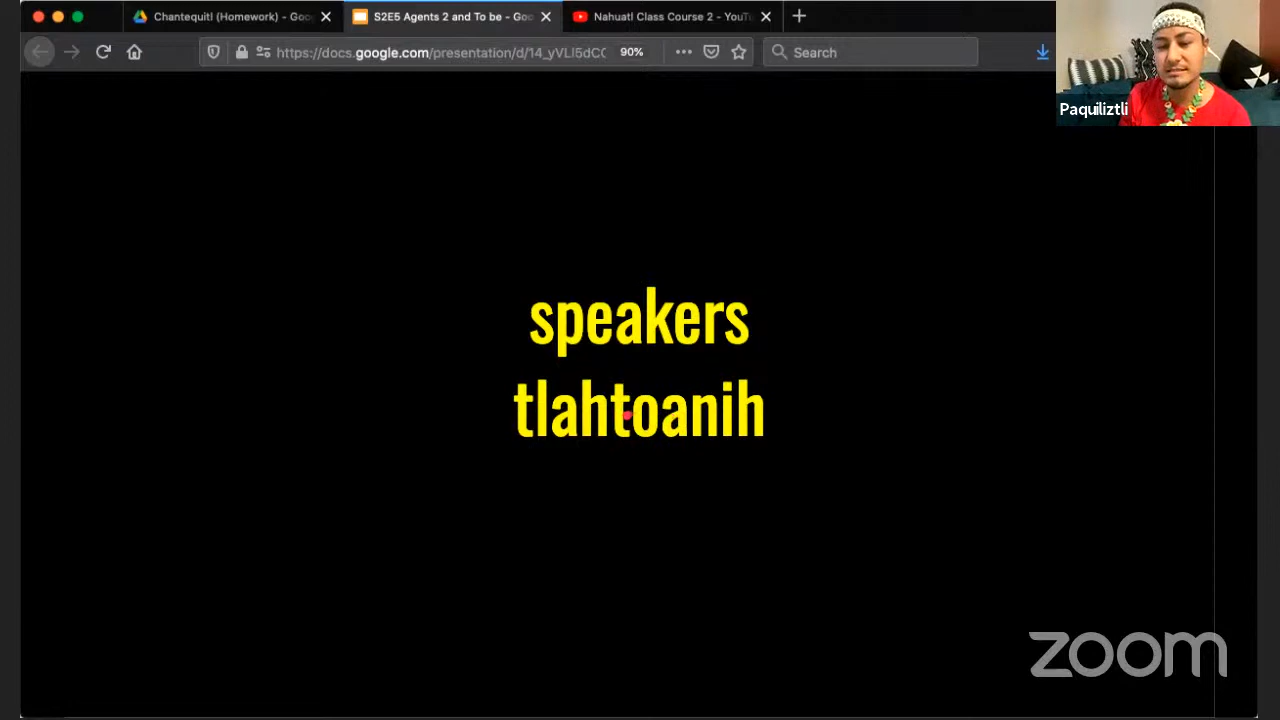 Chantequitl (Homework) - Goo
S2E5 Agents 2 and To be - Goo
Nahuatl Class Course 2 - YouTu
https://docs.google.com/presentation/d/14_yVLl5dC
90%
Search
Paquiliztli
speakers
tlahtoanih
zoom